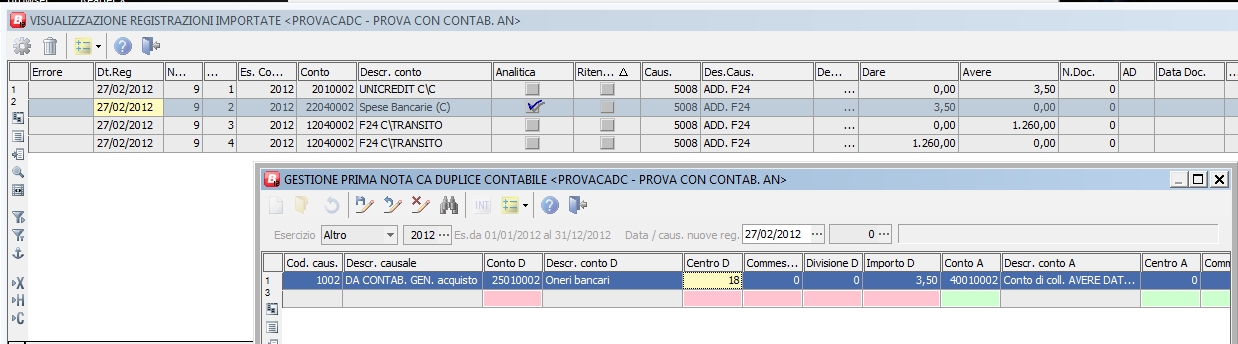 VISUALIZZAZIONE REGISTRAZIONI IMPORTATE <PROVACADC - PROVA CON CONTAB. AN>
Errore Dt.Reg N... ... Es. Co... Conto Descr. conto Analitica Riten... Δ Caus. Des.Caus. De... Dare Avere N.Doc. AD Data Doc. ...
1 27/02/2012 9 1 2012 2010002 UNICREDIT C\C 5008 ADD. F24 ... 0,00 3,50 0
2 27/02/2012 9 2 2012 22040002 Spese Bancarie (C) 5008 ADD. F24 ... 3,50 0,00 0
27/02/2012 9 3 2012 12040002 F24 C\TRANSITO 5008 ADD. F24 ... 0,00 1.260,00 0
27/02/2012 9 4 2012 12040002 F24 C\TRANSITO 5008 ADD. F24 ... 1.260,00 0,00 0
GESTIONE PRIMA NOTA CA DUPLICE CONTABILE <PROVACADC - PROVA CON CONTAB. AN>
INT
Esercizio Altro 2012 ... Es.da 01/01/2012 al 31/12/2012 Data / caus. nuove reg. 27/02/2012 ... 0 ...
Cod. caus. Descr. causale Conto D Descr. conto D Centro D Commes... Divisione D Importo D Conto A Descr. conto A Centro A Comm
1 1002 DA CONTAB. GEN. acquisto 25010002 Oneri bancari 18 0 0 3,50 40010002 Conto di coll. AVERE DAT... 0
3
X
H
C